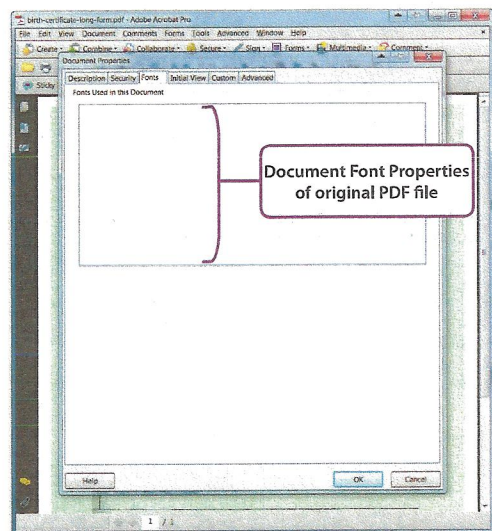 birth-certificate-long-form.pdf - Adobe Acrobat Pro
File Edit View Document Comments Forms Tools Advanced Window Help
Create Combine Collaborate Secure Sign Forms Multimedia Comment
Document Properties
Sticky
Description Security Fonts Initial View Custom Advanced
Fonts Used in this Document
Document Font Properties
of original PDF file
Help OK Cancel
1 / 1